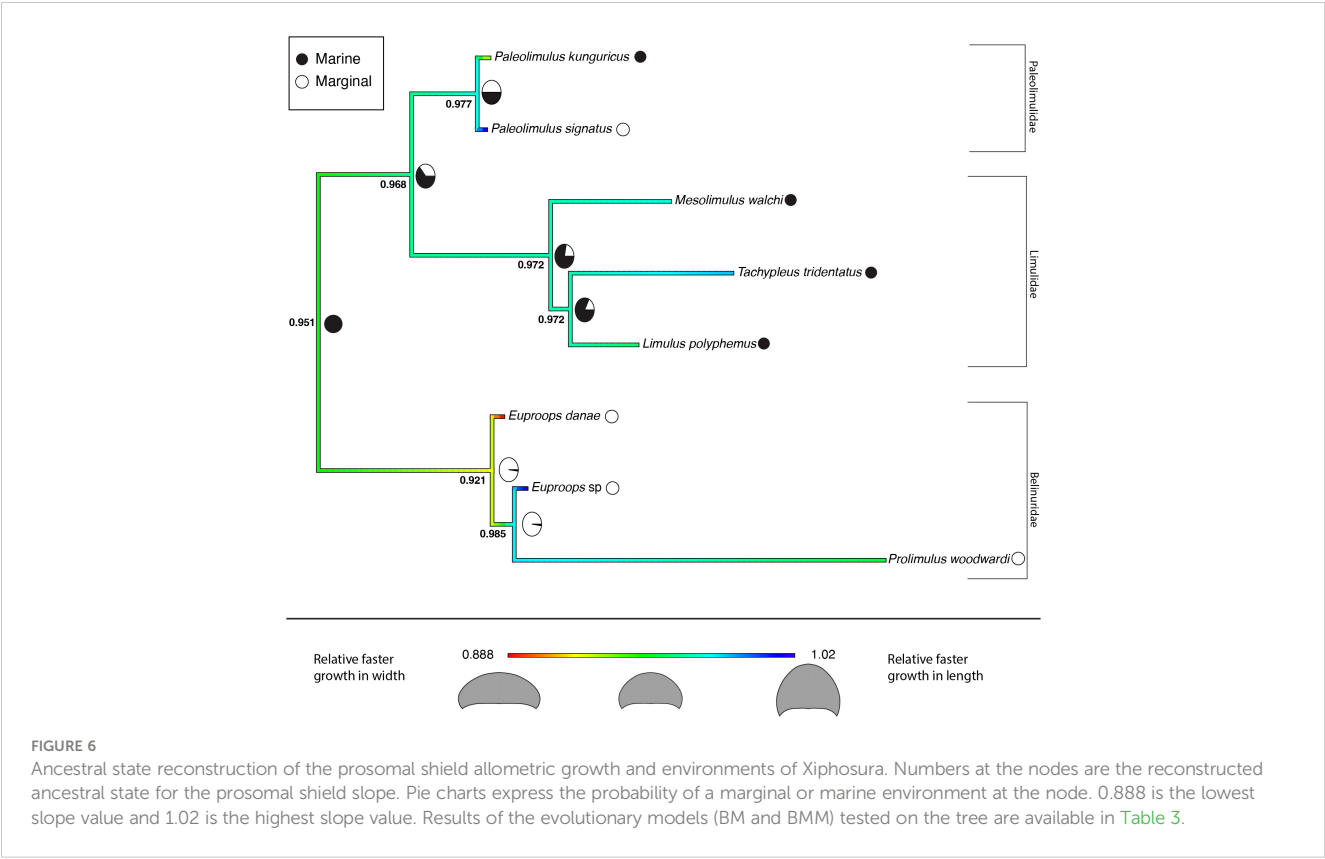 Marine
Marginal
Paleolimulus kunguricus
0.977
Paleolimulus signatus
Paleolimulidae
0.968
Mesolimulus walchi
0.972
Tachypleus tridentatus
0.972
Limulus polyphemus
Limulidae
0.951
Euproops danae
0.921
Euproops sp
0.985
Prolimulus woodwardi
Belinuridae
Relative faster
growth in width
0.888
1.02
Relative faster
growth in length
FIGURE 6
Ancestral state reconstruction of the prosomal shield allometric growth and environments of Xiphosura. Numbers at the nodes are the reconstructed
ancestral state for the prosomal shield slope. Pie charts express the probability of a marginal or marine environment at the node. 0.888 is the lowest
slope value and 1.02 is the highest slope value. Results of the evolutionary models (BM and BMM) tested on the tree are available in Table 3.